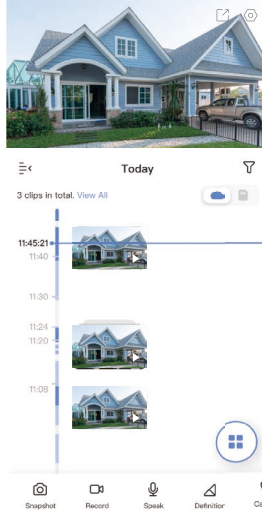 Today
3 clips in total. View All
11:45:21
11:40
11:30
11:24
11:20
11:08
Snapshot
Record
Speak
Definition